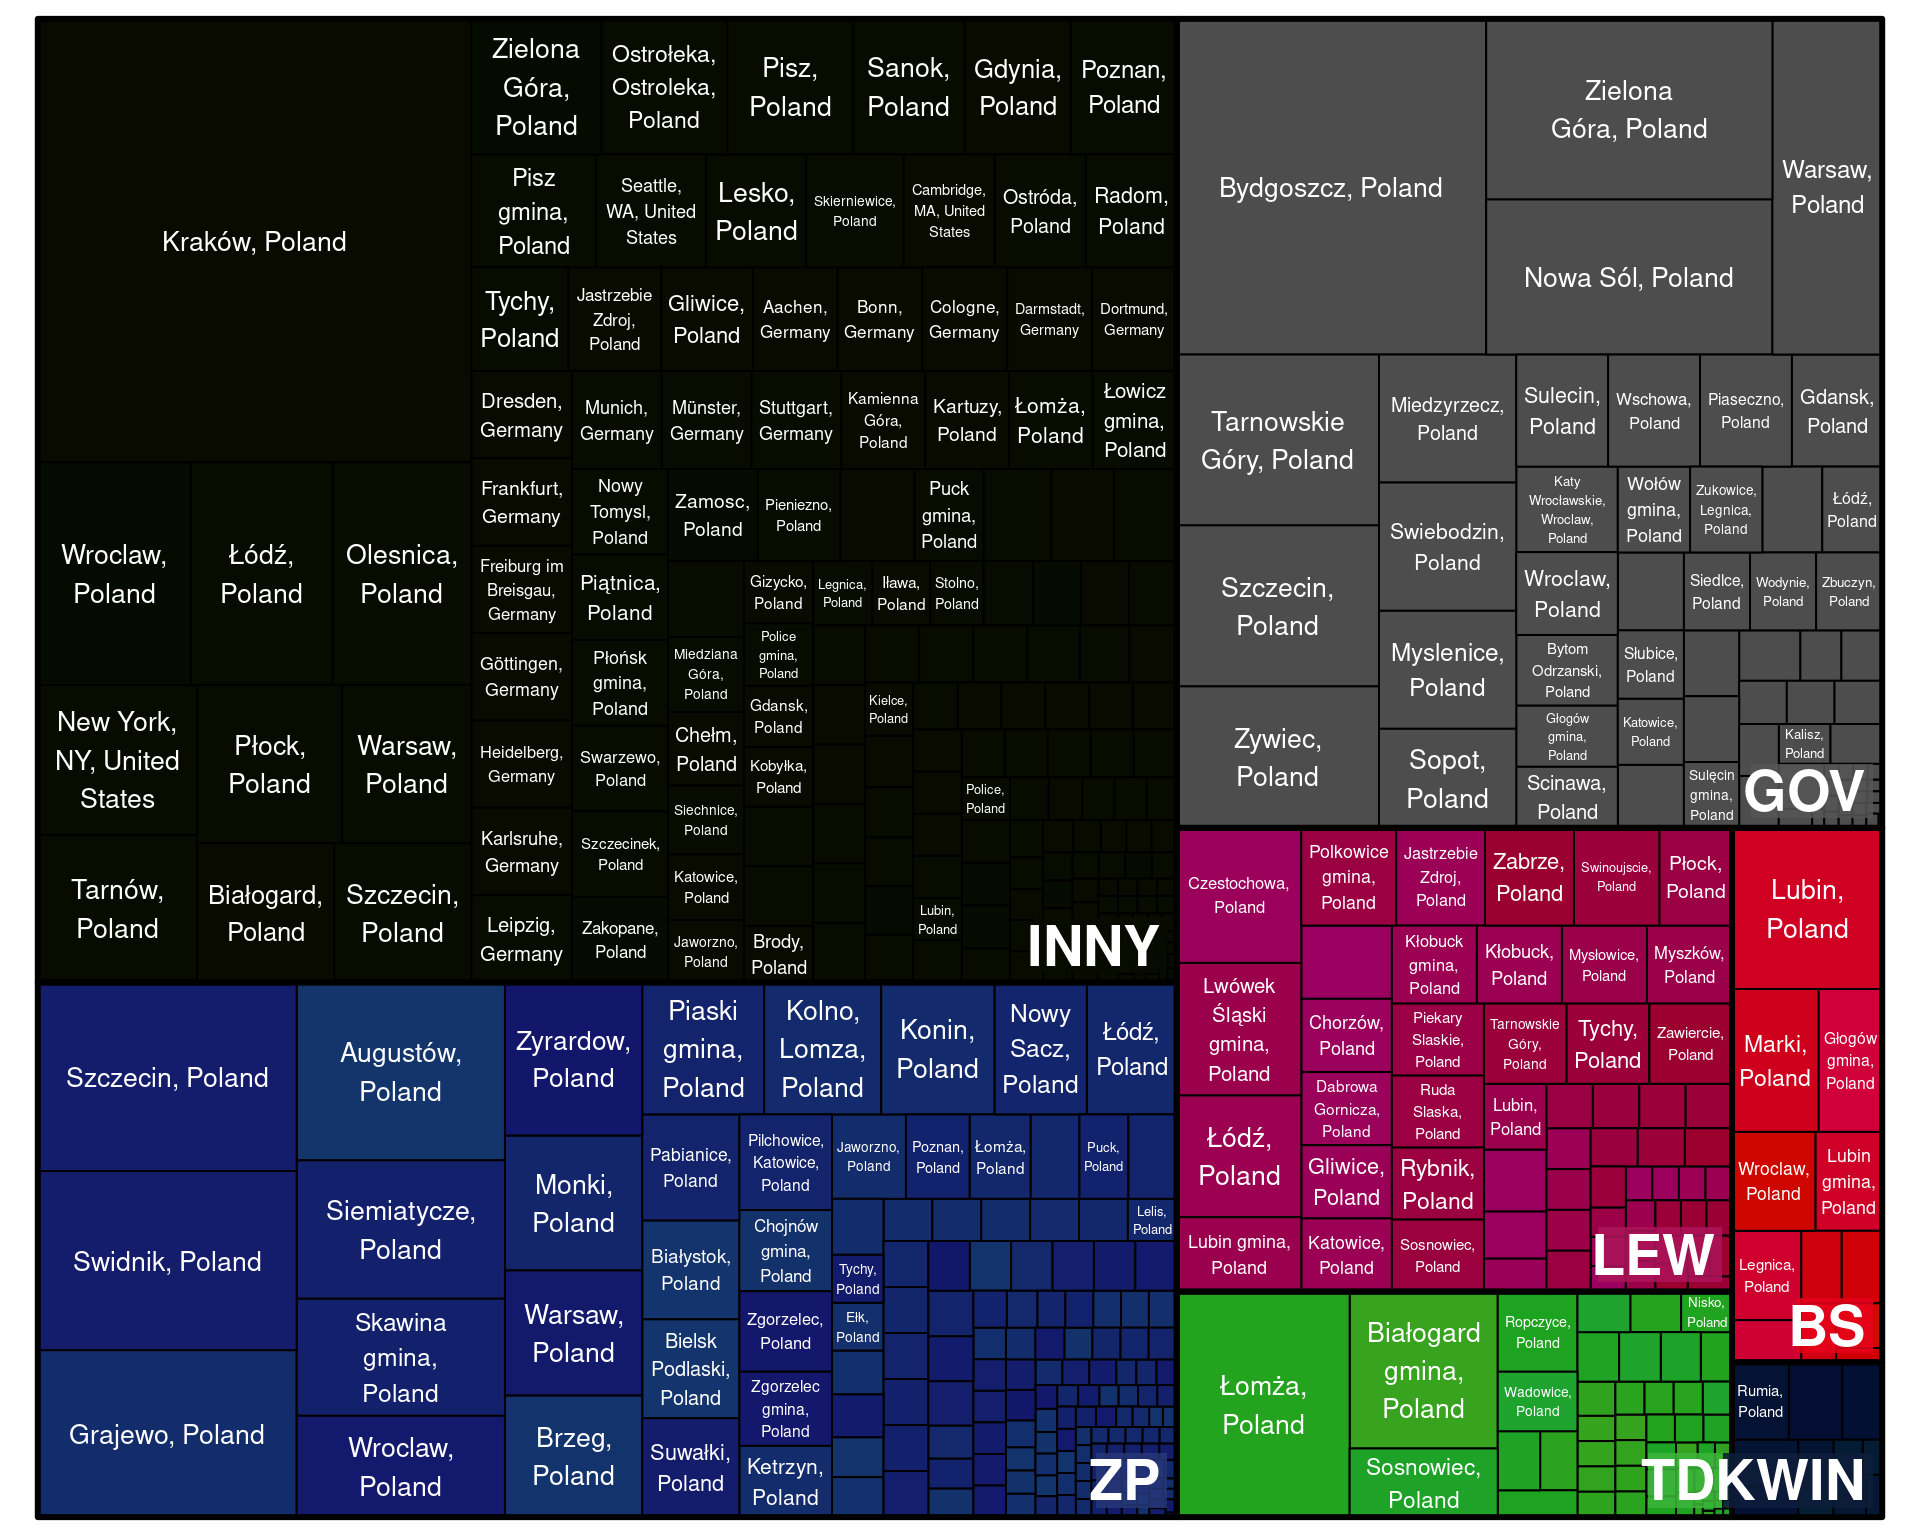 Kraków, Poland
Zielona
Góra,
Poland
Ostrołeka,
Ostroleka,
Poland
Pisz,
Poland
Sanok,
Poland
Gdynia,
Poland
Poznan,
Poland
Pisz
gmina,
Poland
Seattle,
WA, United
States
Lesko,
Poland
Skierniewice,
Poland
Cambridge,
MA, United
States
Ostróda,
Poland
Radom,
Poland
Tychy,
Poland
Jastrzebie
Zdroj,
Poland
Gliwice,
Poland
Aachen,
Germany
Bonn,
Germany
Cologne,
Germany
Darmstadt,
Germany
Dortmund,
Germany
Dresden,
Germany
Munich,
Germany
Münster,
Germany
Stuttgart,
Germany
Kamienna
Góra,
Poland
Kartuzy,
Poland
Łomża,
Poland
Łowicz
gmina,
Poland
Wroclaw,
Poland
Łódź,
Poland
Olesnica,
Poland
Frankfurt,
Germany
Nowy
Tomysl,
Poland
Zamosc,
Poland
Pieniezno,
Poland
Puck
gmina,
Poland
Freiburg im
Breisgau,
Germany
Piątnica,
Poland
Gizycko,
Poland
Legnica,
Poland
Iława,
Poland
Stolno,
Poland
Göttingen,
Germany
Płońsk
gmina,
Poland
Miedziana
Góra,
Poland
Police
gmina,
Poland
New York,
NY, United
States
Płock,
Poland
Warsaw,
Poland
Heidelberg,
Germany
Swarzewo,
Poland
Chełm,
Poland
Gdansk,
Poland
Kielce,
Poland
Kobyłka,
Poland
Police,
Poland
Karlsruhe,
Germany
Szczecinek,
Poland
Siechnice,
Poland
Katowice,
Poland
Tarnów,
Poland
Białogard,
Poland
Szczecin,
Poland
Leipzig,
Germany
Zakopane,
Poland
Jaworzno,
Poland
Brody,
Poland
Lubin,
Poland
INNY
Bydgoszcz, Poland
Zielona
Góra, Poland
Nowa Sól, Poland
Warsaw,
Poland
Tarnowskie
Góry, Poland
Miedzyrzecz,
Poland
Sulecin,
Poland
Wschowa,
Poland
Piaseczno,
Poland
Gdansk,
Poland
Swiebodzin,
Poland
Katy
Wrocławskie,
Wroclaw,
Poland
Wołów
gmina,
Poland
Zukowice,
Legnica,
Poland
Łódź,
Poland
Szczecin,
Poland
Wroclaw,
Poland
Siedlce,
Poland
Wodynie,
Poland
Zbuczyn,
Poland
Myslenice,
Poland
Bytom
Odrzanski,
Poland
Słubice,
Poland
Zywiec,
Poland
Sopot,
Poland
Głogów
gmina,
Poland
Katowice,
Poland
Kalisz,
Poland
Scinawa,
Poland
Sulęcin
gmina,
Poland
GOV
Szczecin, Poland
Swidnik, Poland
Grajewo, Poland
Augustów,
Poland
Siemiatycze,
Poland
Skawina
gmina,
Poland
Wroclaw,
Poland
Zyrardow,
Poland
Monki,
Poland
Warsaw,
Poland
Brzeg,
Poland
Piaski
gmina,
Poland
Kolno,
Lomza,
Poland
Konin,
Poland
Nowy
Sacz,
Poland
Łódź,
Poland
Pabianice,
Poland
Pilchowice,
Katowice,
Poland
Jaworzno,
Poland
Poznan,
Poland
Łomża,
Poland
Puck,
Poland
Białystok,
Poland
Chojnów
gmina,
Poland
Lelis,
Poland
Tychy,
Poland
Bielsk
Podlaski,
Poland
Zgorzelec,
Poland
Ełk,
Poland
Zgorzelec
gmina,
Poland
Suwałki,
Poland
Ketrzyn,
Poland
ZP
Czestochowa,
Poland
Polkowice
gmina,
Poland
Jastrzebie
Zdroj,
Poland
Zabrze,
Poland
Swinoujscie,
Poland
Płock,
Poland
Lwówek
Śląski
gmina,
Poland
Kłobuck
gmina,
Poland
Kłobuck,
Poland
Mysłowice,
Poland
Myszków,
Poland
Chorzów,
Poland
Piekary
Slaskie,
Poland
Tarnowskie
Góry,
Poland
Tychy,
Poland
Zawiercie,
Poland
Łódź,
Poland
Dabrowa
Gornicza,
Poland
Ruda
Slaska,
Poland
Lubin,
Poland
Gliwice,
Poland
Rybnik,
Poland
Lubin gmina,
Poland
Katowice,
Poland
Sosnowiec,
Poland
LEW
Lubin,
Poland
Marki,
Poland
Głogów
gmina,
Poland
Wroclaw,
Poland
Lubin
gmina,
Poland
Legnica,
Poland
BS
Łomża,
Poland
Białogard
gmina,
Poland
Sosnowiec,
Poland
Ropczyce,
Poland
Wadowice,
Poland
Nisko,
Poland
Rumia,
Poland
TDKWIN